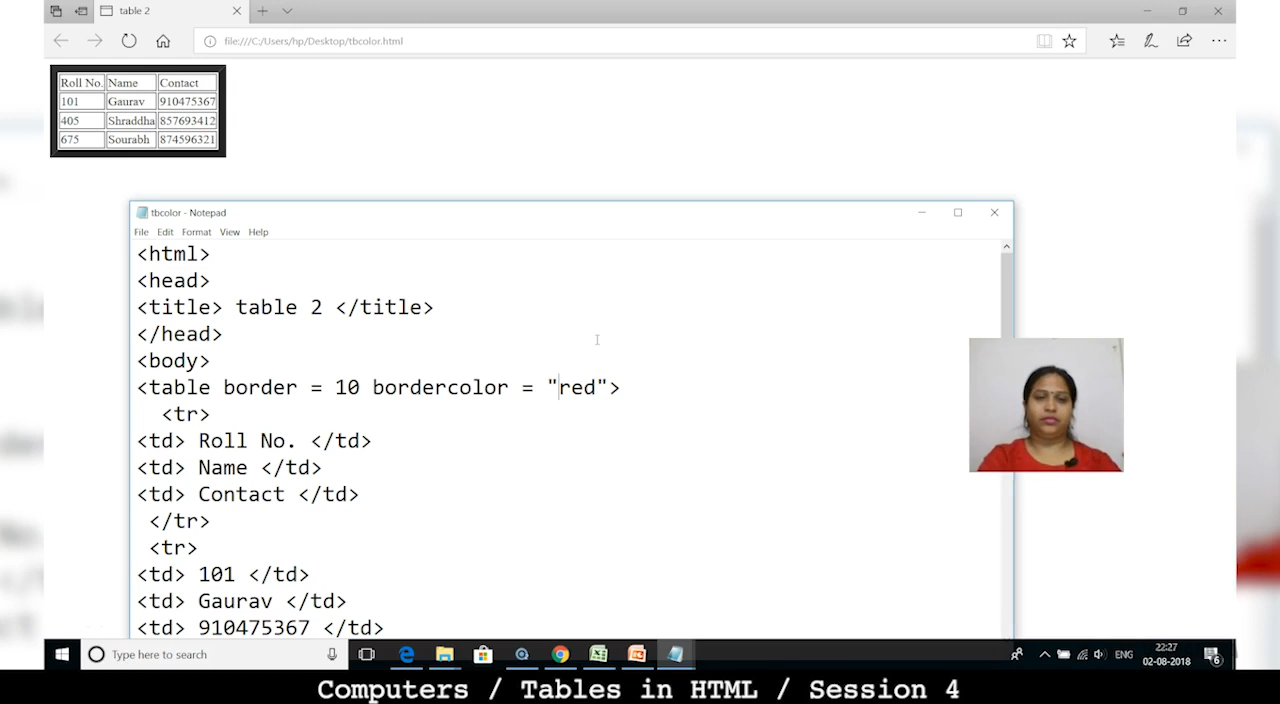 table 2
file:///C:/Users/hp/Desktop/tbcolor.html
Roll No. Name Contact
101 Gaurav 910475367
405 Shraddha 857693412
675 Sourabh 874596321
tbcolor - Notepad
File Edit Format View Help
<html>
<head>
<title> table 2 </title>
</head>
<body>
<table border = 10 bordercolor = "red">
<tr>
<td> Roll No. </td>
<td> Name </td>
<td> Contact </td>
</tr>
<tr>
<td> 101 </td>
<td> Gaurav </td>
<td> 910475367 </td>
Type here to search
ENG
22:27
02-08-2018
6
Computers / Tables in HTML / Session 4